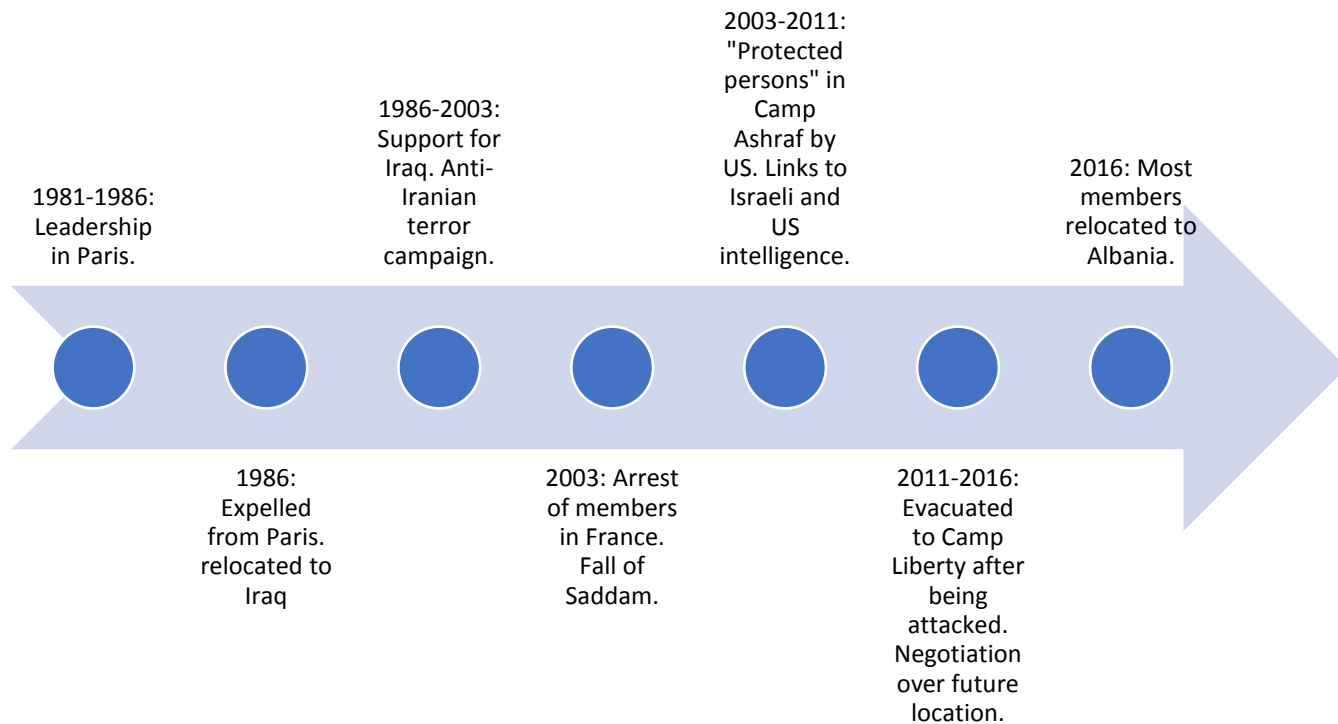 1981-1986:
Leadership
in Paris.
1986:
Expelled
from Paris.
relocated to
Iraq
1986-2003:
Support for
Iraq. Anti-
Iranian
terror
campaign.
2003: Arrest
of members
in France.
Fall of
Saddam.
2003-2011:
"Protected
persons" in
Camp
Ashraf by
US. Links to
Israeli and
US
intelligence.
2011-2016:
Evacuated
to Camp
Liberty after
being
attacked.
Negotiation
over future
location.
2016: Most
members
relocated to
Albania.